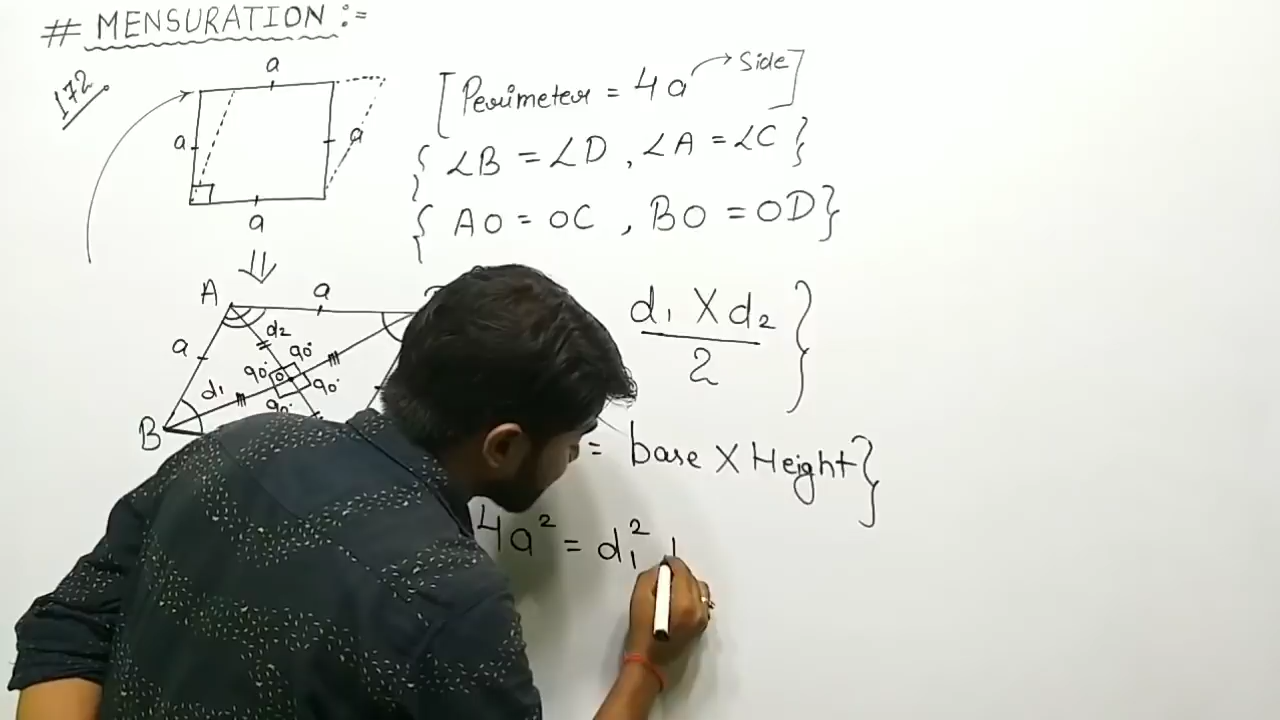 # MENSURATION :=
172.
a
a
a
a
[Perimeter = 4a → Side]
{ ∠B = ∠D , ∠A = ∠C }
{ AO = OC , BO = OD }
⇓
A
a
a
d₂
90°
90°
O
90°
90°
d₁
B
d₁ X d₂
2
}
= base X Height }
4a² = d₁²